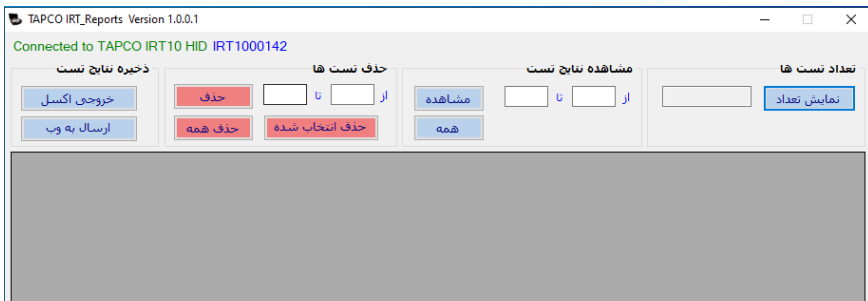 TAPCO IRT_Reports Version 1.0.0.1
Connected to TAPCO IRT10 HID IRT1000142
تعداد تست ها
نمایش تعداد
مشاهده نتایج تست
از تا مشاهده
همه
حذف تست ها
از تا حذف
حذف انتخاب شده حذف همه
ذخیره نتایج تست
خروجی اکسل
ارسال به وب